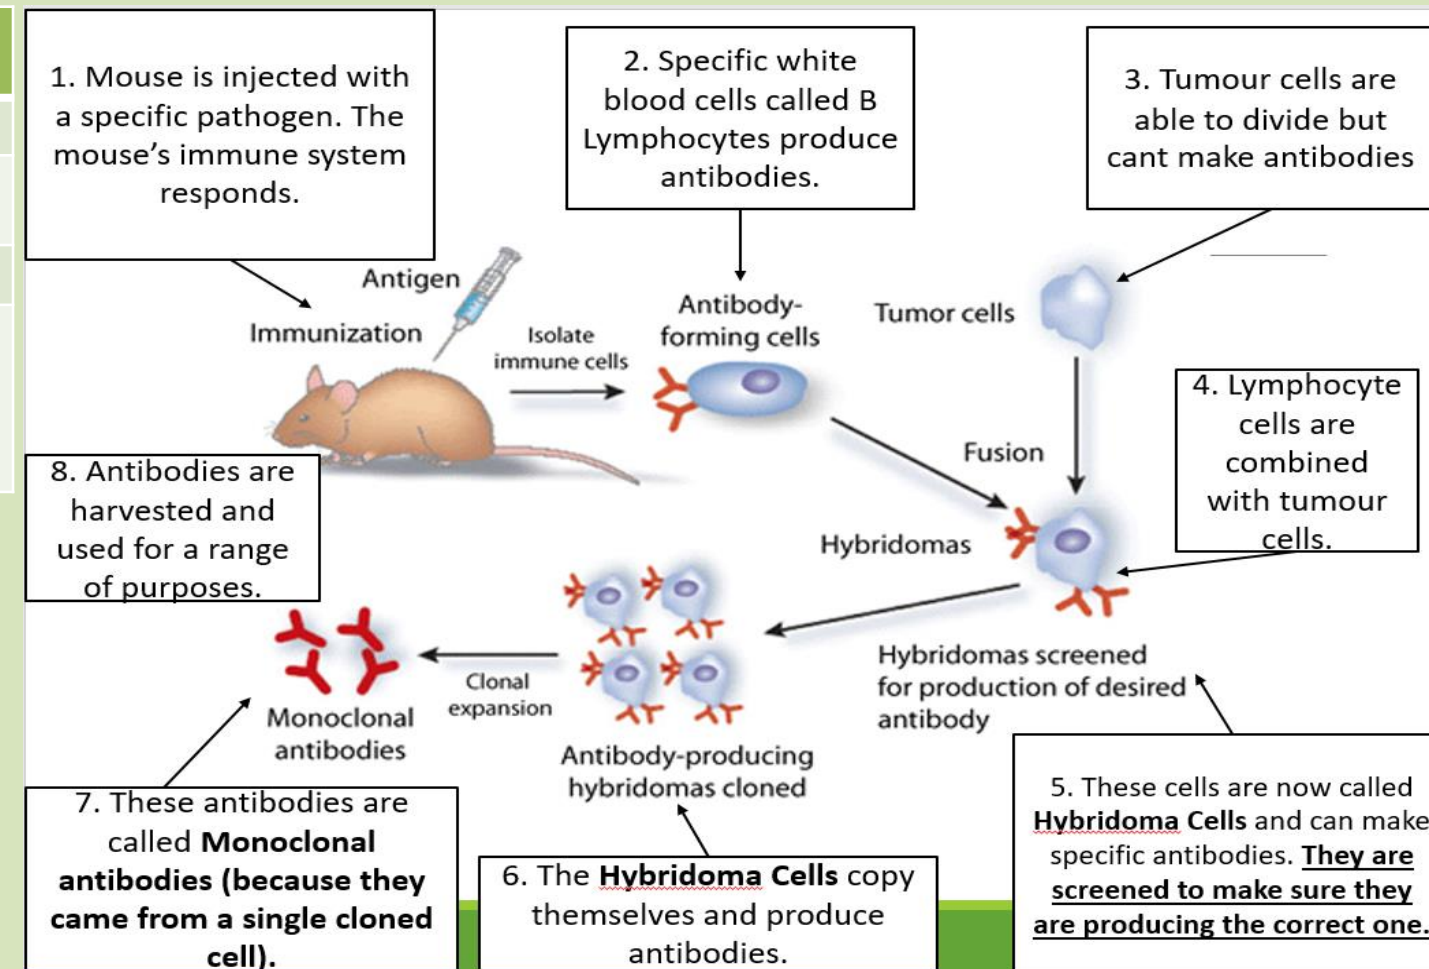 1. Mouse is injected with
a specific pathogen. The
mouse’s immune system
responds.
2. Specific white
blood cells called B
Lymphocytes produce
antibodies.
3. Tumour cells are
able to divide but
cant make antibodies
Antigen
Immunization
Isolate
immune cells
Antibody-
forming cells
Tumor cells
4. Lymphocyte
cells are
combined
with tumour
cells.
Fusion
Hybridomas
8. Antibodies are
harvested and
used for a range
of purposes.
Hybridomas screened
for production of desired
antibody
Clonal
expansion
Monoclonal
antibodies
Antibody-producing
hybridomas cloned
5. These cells are now called
Hybridoma Cells and can make
specific antibodies. They are
screened to make sure they
are producing the correct one.
6. The Hybridoma Cells copy
themselves and produce
antibodies.
7. These antibodies are
called Monoclonal
antibodies (because they
came from a single cloned
cell).